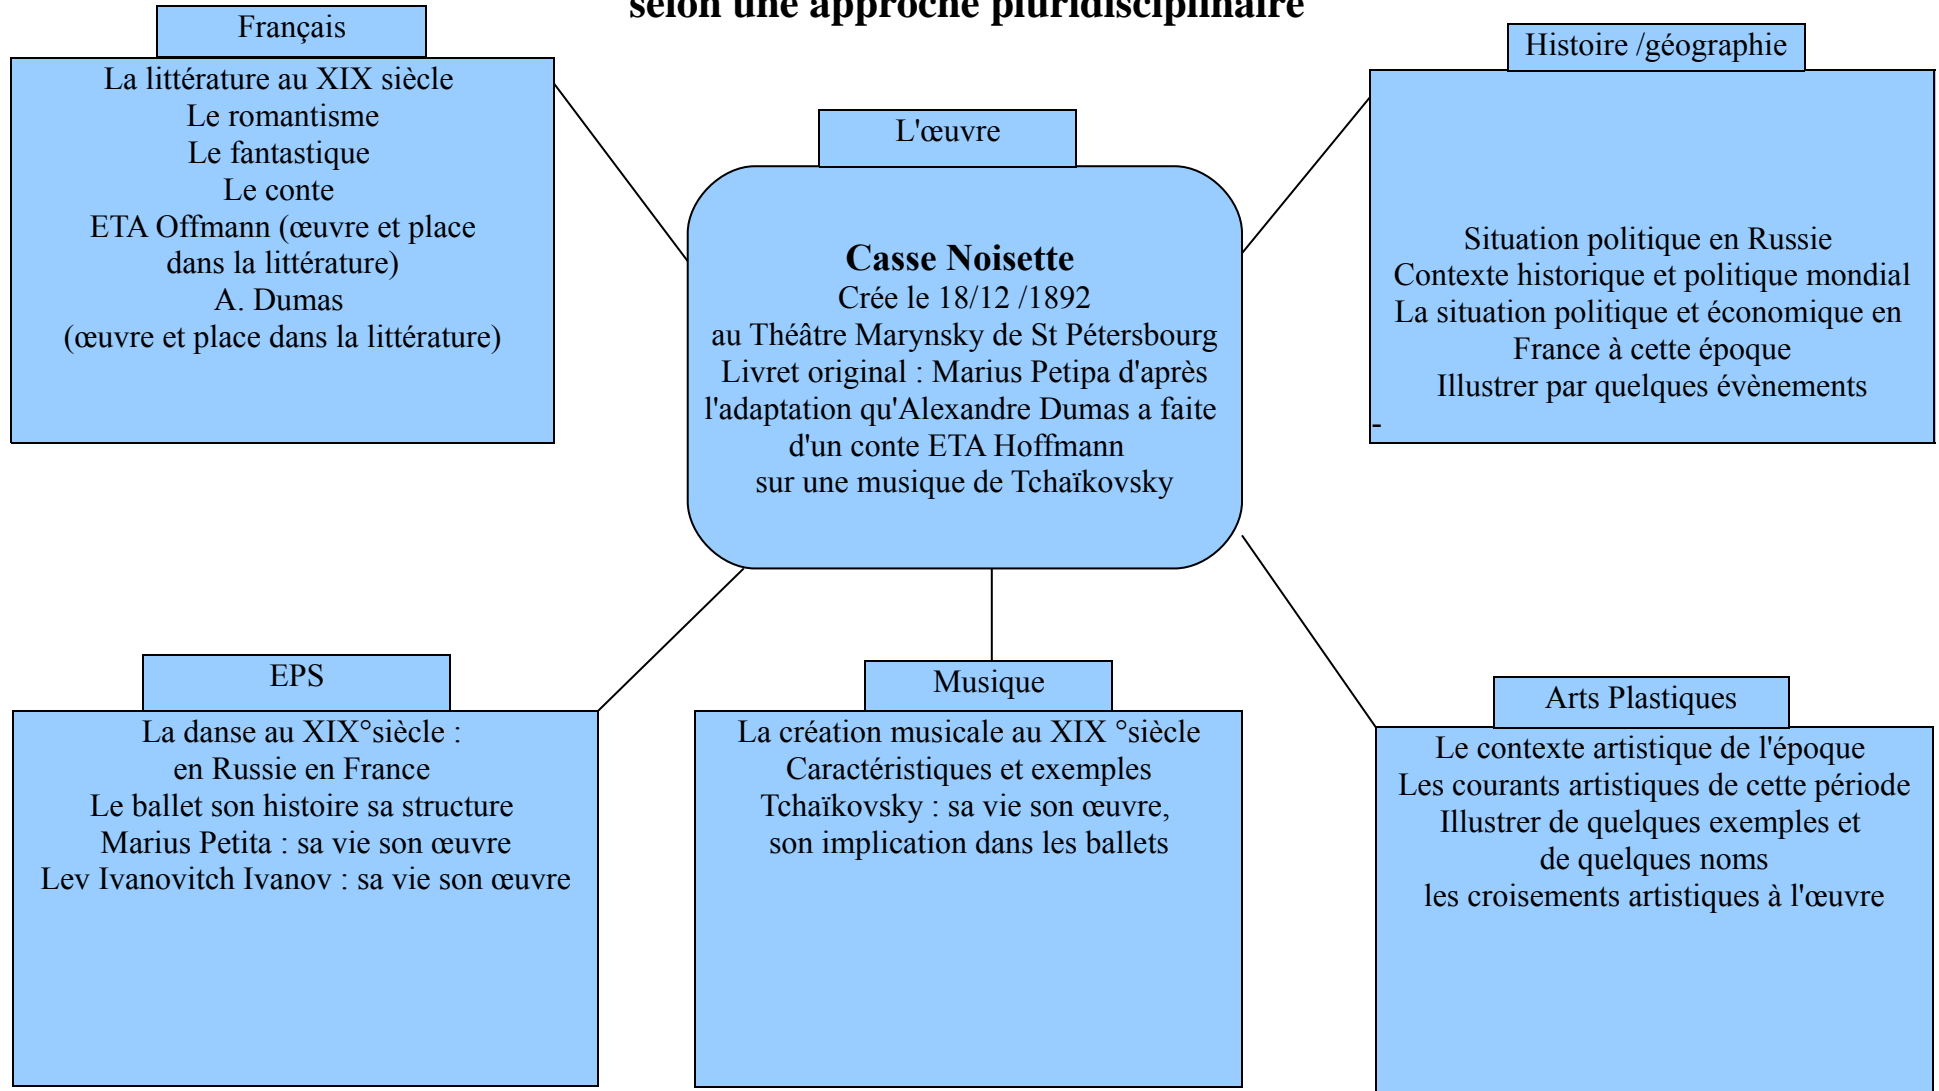 selon une approche pluridisciplinaire
Français
La littérature au XIX siècle
Le romantisme
Le fantastique
Le conte
ETA Offmann (œuvre et place
dans la littérature)
A. Dumas
(œuvre et place dans la littérature)
L'œuvre
Casse Noisette
Crée le 18/12 /1892
au Théâtre Marynsky de St Pétersbourg
Livret original : Marius Petipa d'après
l'adaptation qu'Alexandre Dumas a faite
d'un conte ETA Hoffmann
sur une musique de Tchaïkovsky
Histoire /géographie
Situation politique en Russie
Contexte historique et politique mondial
La situation politique et économique en
France à cette époque
Illustrer par quelques évènements
-
EPS
La danse au XIX°siècle :
en Russie en France
Le ballet son histoire sa structure
Marius Petita : sa vie son œuvre
Lev Ivanovitch Ivanov : sa vie son œuvre
Musique
La création musicale au XIX °siècle
Caractéristiques et exemples
Tchaïkovsky : sa vie son œuvre,
son implication dans les ballets
Arts Plastiques
Le contexte artistique de l'époque
Les courants artistiques de cette période
Illustrer de quelques exemples et
de quelques noms
les croisements artistiques à l'œuvre